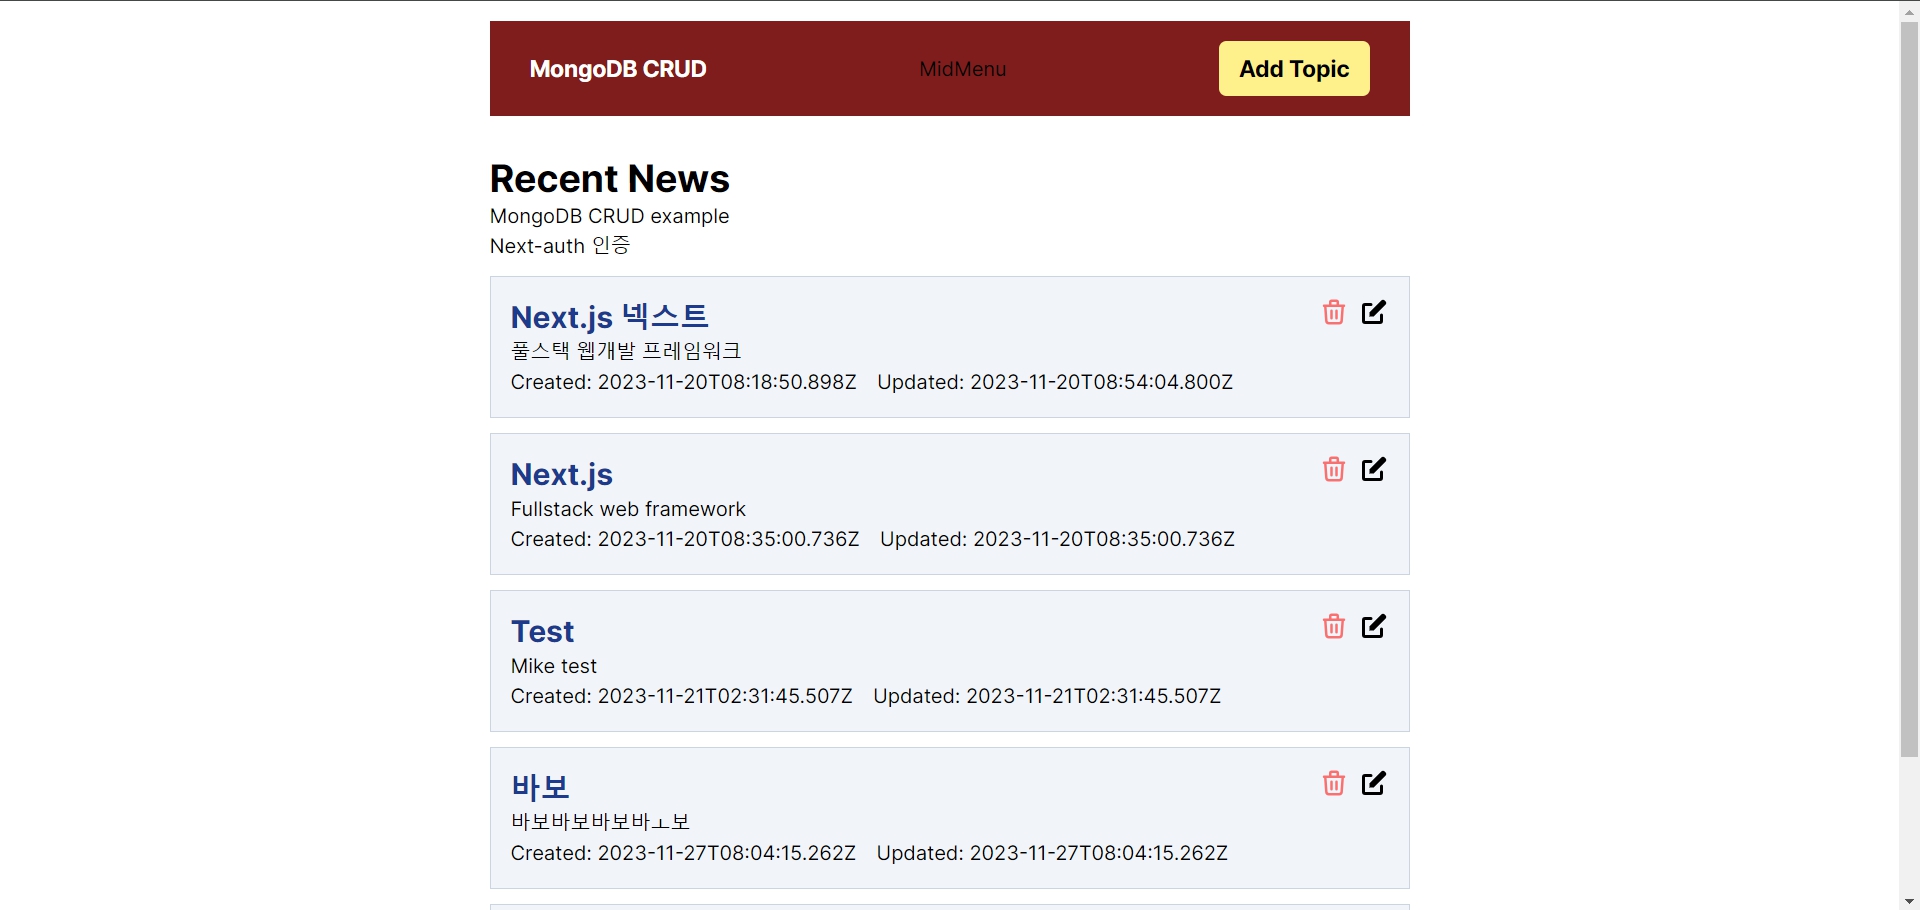 MongoDB CRUD MidMenu Add Topic
Recent News
MongoDB CRUD example
Next-auth 인증
Next.js 넥스트
풀스택 웹개발 프레임워크
Created: 2023-11-20T08:18:50.898Z Updated: 2023-11-20T08:54:04.800Z
Next.js
Fullstack web framework
Created: 2023-11-20T08:35:00.736Z Updated: 2023-11-20T08:35:00.736Z
Test
Mike test
Created: 2023-11-21T02:31:45.507Z Updated: 2023-11-21T02:31:45.507Z
바보
바보바보바보바ㅗ보
Created: 2023-11-27T08:04:15.262Z Updated: 2023-11-27T08:04:15.262Z